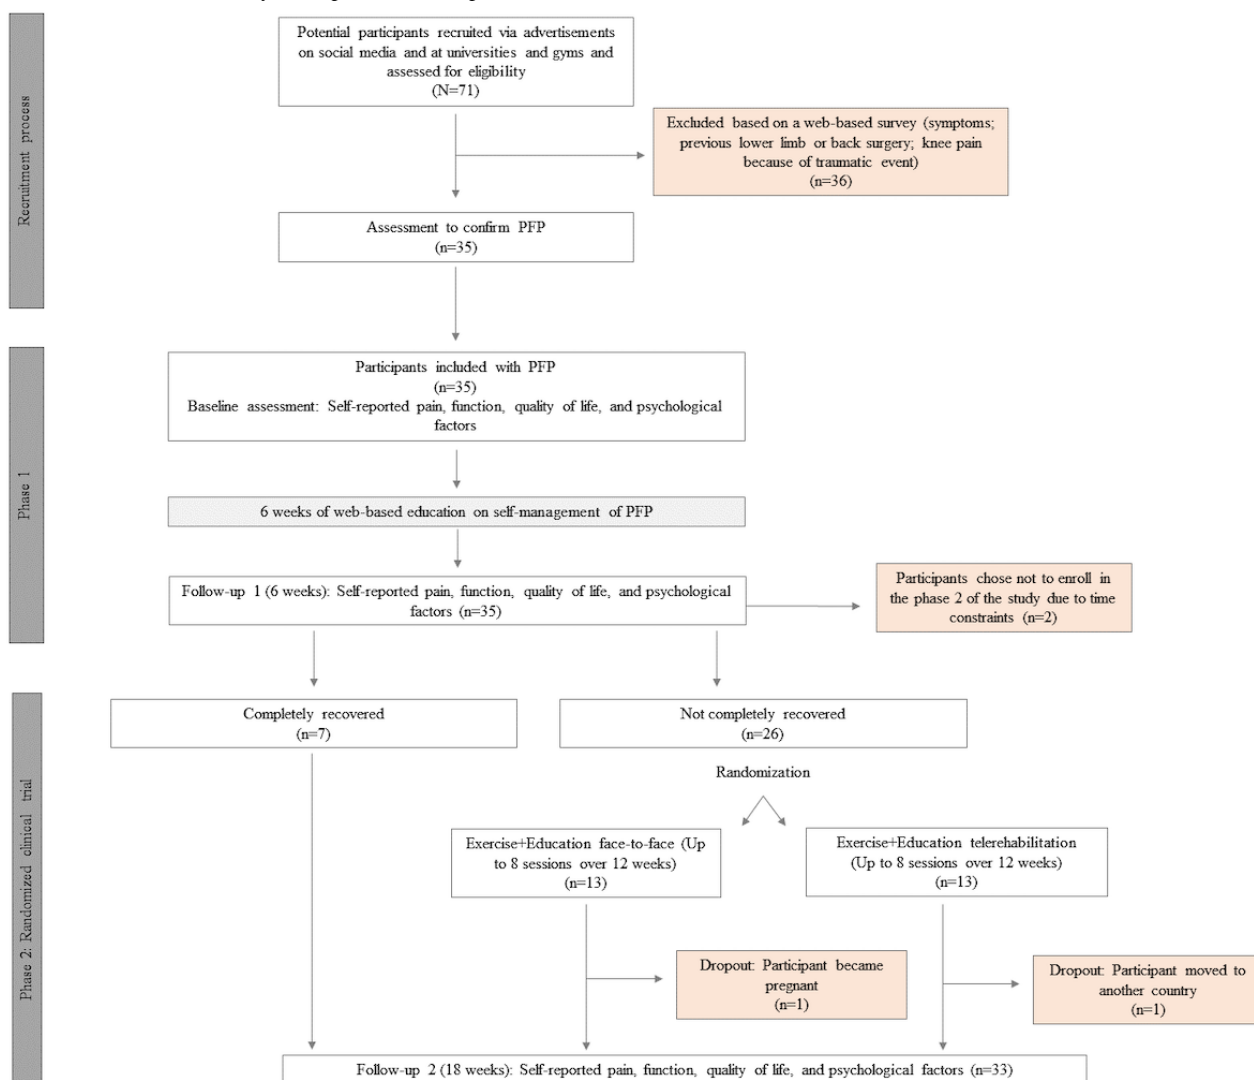 Recruitment process
Potential participants recruited via advertisements
on social media and at universities and gyms and
assessed for eligibility
(N=71)
Excluded based on a web-based survey (symptoms;
previous lower limb or back surgery; knee pain
because of traumatic event)
(n=36)
Assessment to confirm PFP
(n=35)
Phase 1
Participants included with PFP
(n=35)
Baseline assessment: Self-reported pain, function, quality of life, and psychological
factors
6 weeks of web-based education on self-management of PFP
Follow-up 1 (6 weeks): Self-reported pain, function, quality of life, and psychological
factors (n=35)
Participants chose not to enroll in
the phase 2 of the study due to time
constraints (n=2)
Phase 2: Randomized clinical trial
Completely recovered
(n=7)
Not completely recovered
(n=26)
Randomization
Exercise+Education face-to-face (Up
to 8 sessions over 12 weeks)
(n=13)
Exercise+Education telerehabilitation
(Up to 8 sessions over 12 weeks)
(n=13)
Dropout: Participant became
pregnant
(n=1)
Dropout: Participant moved to
another country
(n=1)
Follow-up 2 (18 weeks): Self-reported pain, function, quality of life, and psychological factors (n=33)